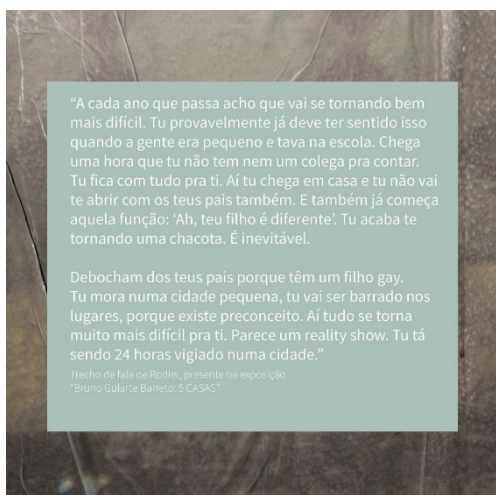 “A cada ano que passa acho que vai se tornando bem
mais difícil. Tu provavelmente já deve ter sentido isso
quando a gente era pequeno e tava na escola. Chega
uma hora que tu não tem nem um colega pra contar.
Tu fica com tudo pra ti. Aí tu chega em casa e tu não vai
te abrir com os teus pais também. E também já começa
aquela função: ‘Ah, teu filho é diferente’. Tu acaba te
tornando uma chacota. É inevitável.
Debocham dos teus pais porque têm um filho gay.
Tu mora numa cidade pequena, tu vai ser barrado nos
lugares, porque existe preconceito. Aí tudo se torna
muito mais difícil pra ti. Parece um reality show. Tu tá
sendo 24 horas vigiado numa cidade.”
Trecho de fala de Rodier, presente na exposição
“Bruno Gularte Barreto: 5 CASAS”